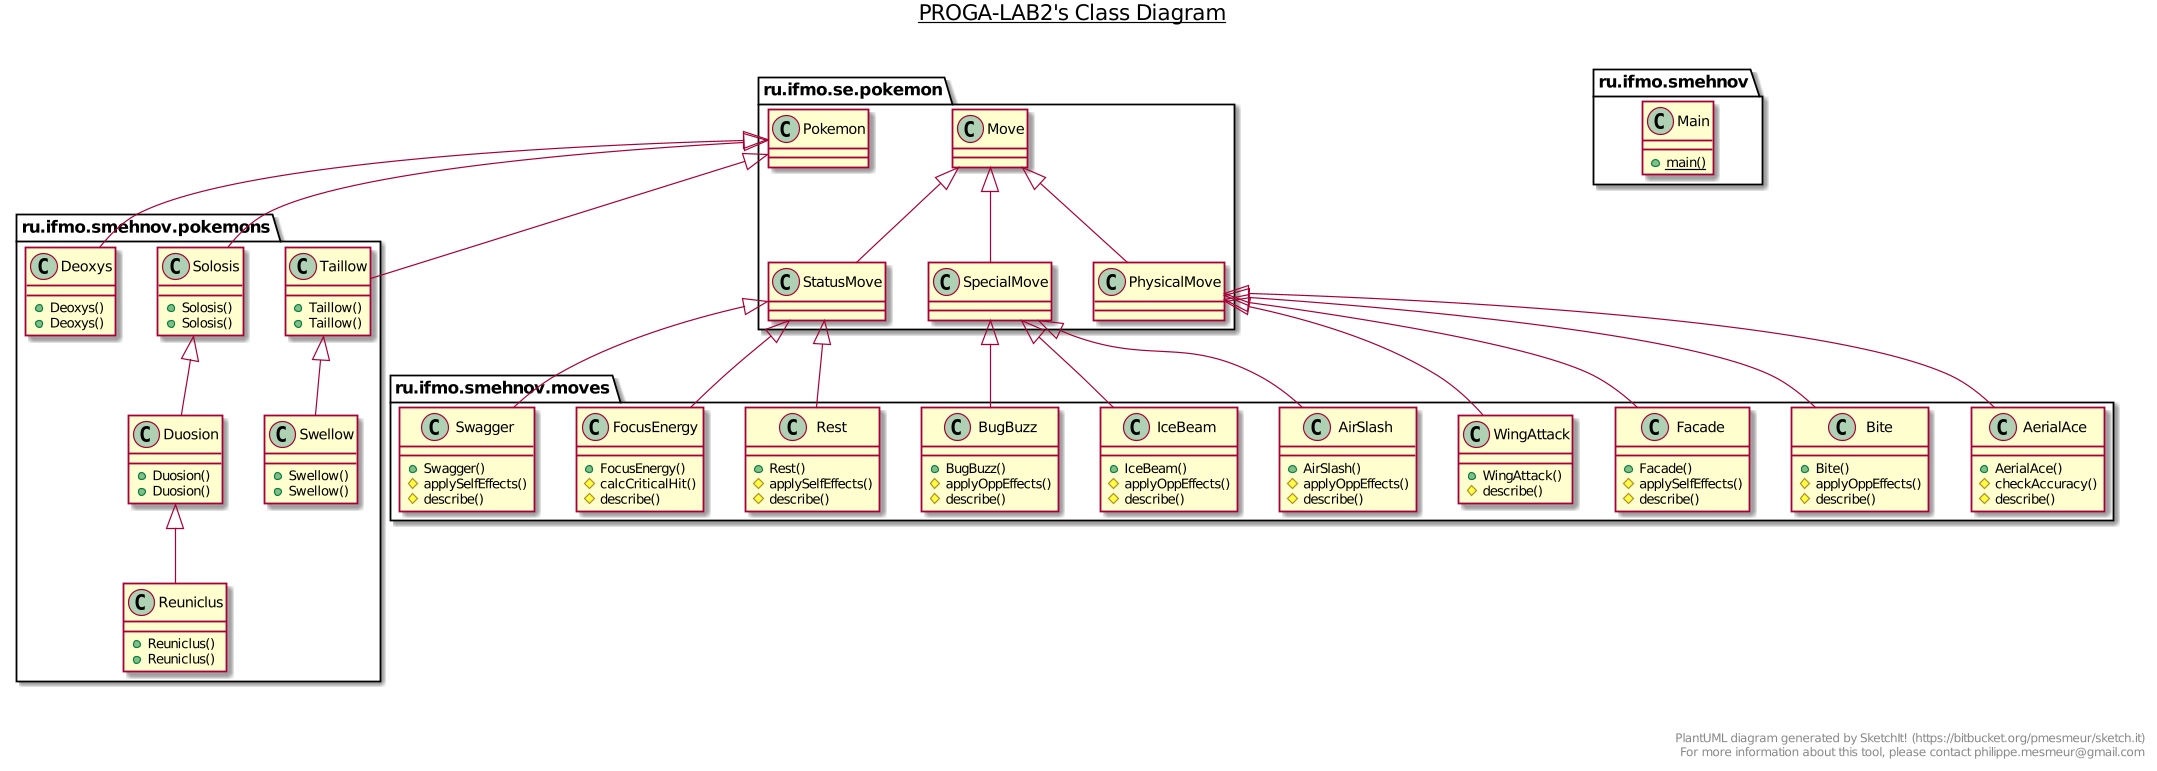 PROGA-LAB2's Class Diagram
ru.ifmo.se.pokemon
C Pokemon
C Move
C StatusMove
C SpecialMove
C PhysicalMove
ru.ifmo.smehnov
C Main
main()
ru.ifmo.smehnov.pokemons
C Deoxys
Deoxys()
Deoxys()
C Solosis
Solosis()
Solosis()
C Taillow
Taillow()
Taillow()
C Duosion
Duosion()
Duosion()
C Swellow
Swellow()
Swellow()
C Reuniclus
Reuniclus()
Reuniclus()
ru.ifmo.smehnov.moves
C Swagger
Swagger()
applySelfEffects()
describe()
C FocusEnergy
FocusEnergy()
calcCriticalHit()
describe()
C Rest
Rest()
applySelfEffects()
describe()
C BugBuzz
BugBuzz()
applyOppEffects()
describe()
C IceBeam
IceBeam()
applyOppEffects()
describe()
C AirSlash
AirSlash()
applyOppEffects()
describe()
C WingAttack
WingAttack()
describe()
C Facade
Facade()
applySelfEffects()
describe()
C Bite
Bite()
applyOppEffects()
describe()
C AerialAce
AerialAce()
checkAccuracy()
describe()
PlantUML diagram generated by SketchIt! (https://bitbucket.org/pmesmeur/sketch.it)
For more information about this tool, please contact philippe.mesmeur@gmail.com